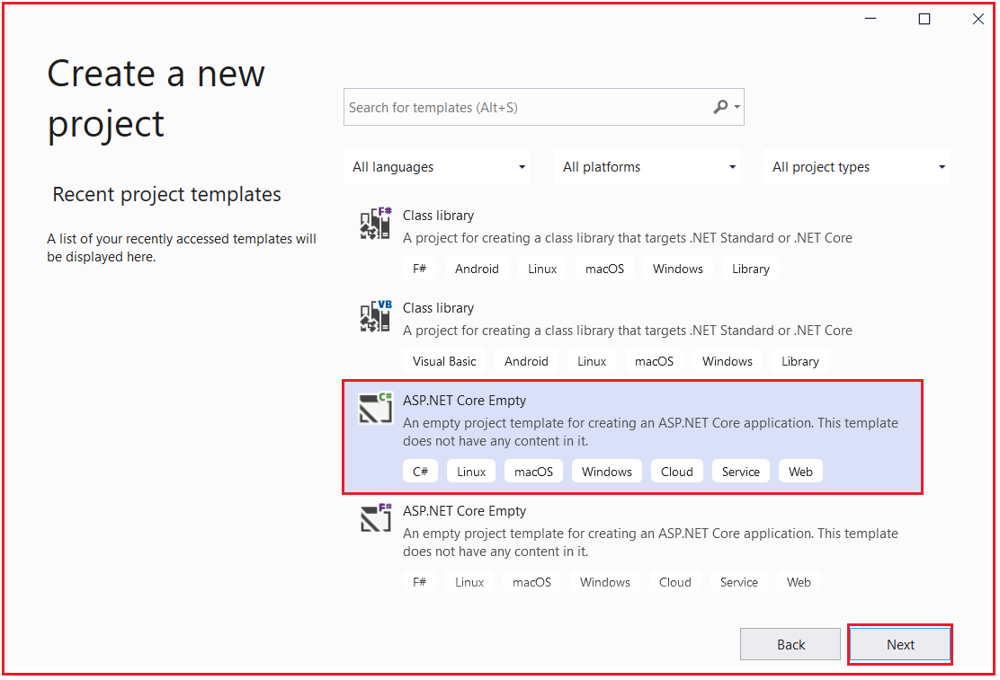 Create a new
project
Search for templates (Alt+S)
All languages
All platforms
All project types
Recent project templates
A list of your recently accessed templates will
be displayed here.
F#
Class library
A project for creating a class library that targets .NET Standard or .NET Core
F# Android Linux macOS Windows Library
VB
Class library
A project for creating a class library that targets .NET Standard or .NET Core
Visual Basic Android Linux macOS Windows Library
C#
ASP.NET Core Empty
An empty project template for creating an ASP.NET Core application. This template
does not have any content in it.
C# Linux macOS Windows Cloud Service Web
F#
ASP.NET Core Empty
An empty project template for creating an ASP.NET Core application. This template
does not have any content in it.
F# Linux macOS Windows Cloud Service Web
Back
Next